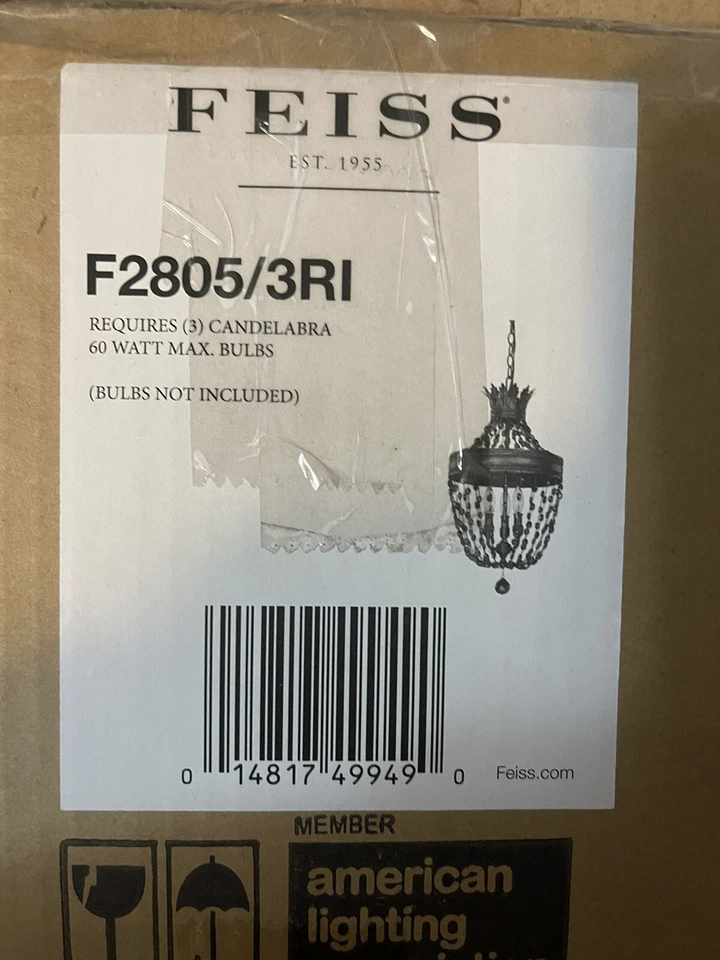 FEISS®
EST. 1955
F2805/3RI
REQUIRES (3) CANDELABRA
60 WATT MAX. BULBS
(BULBS NOT INCLUDED)
0 14817 49949 0
Feiss.com
MEMBER
american
lighting